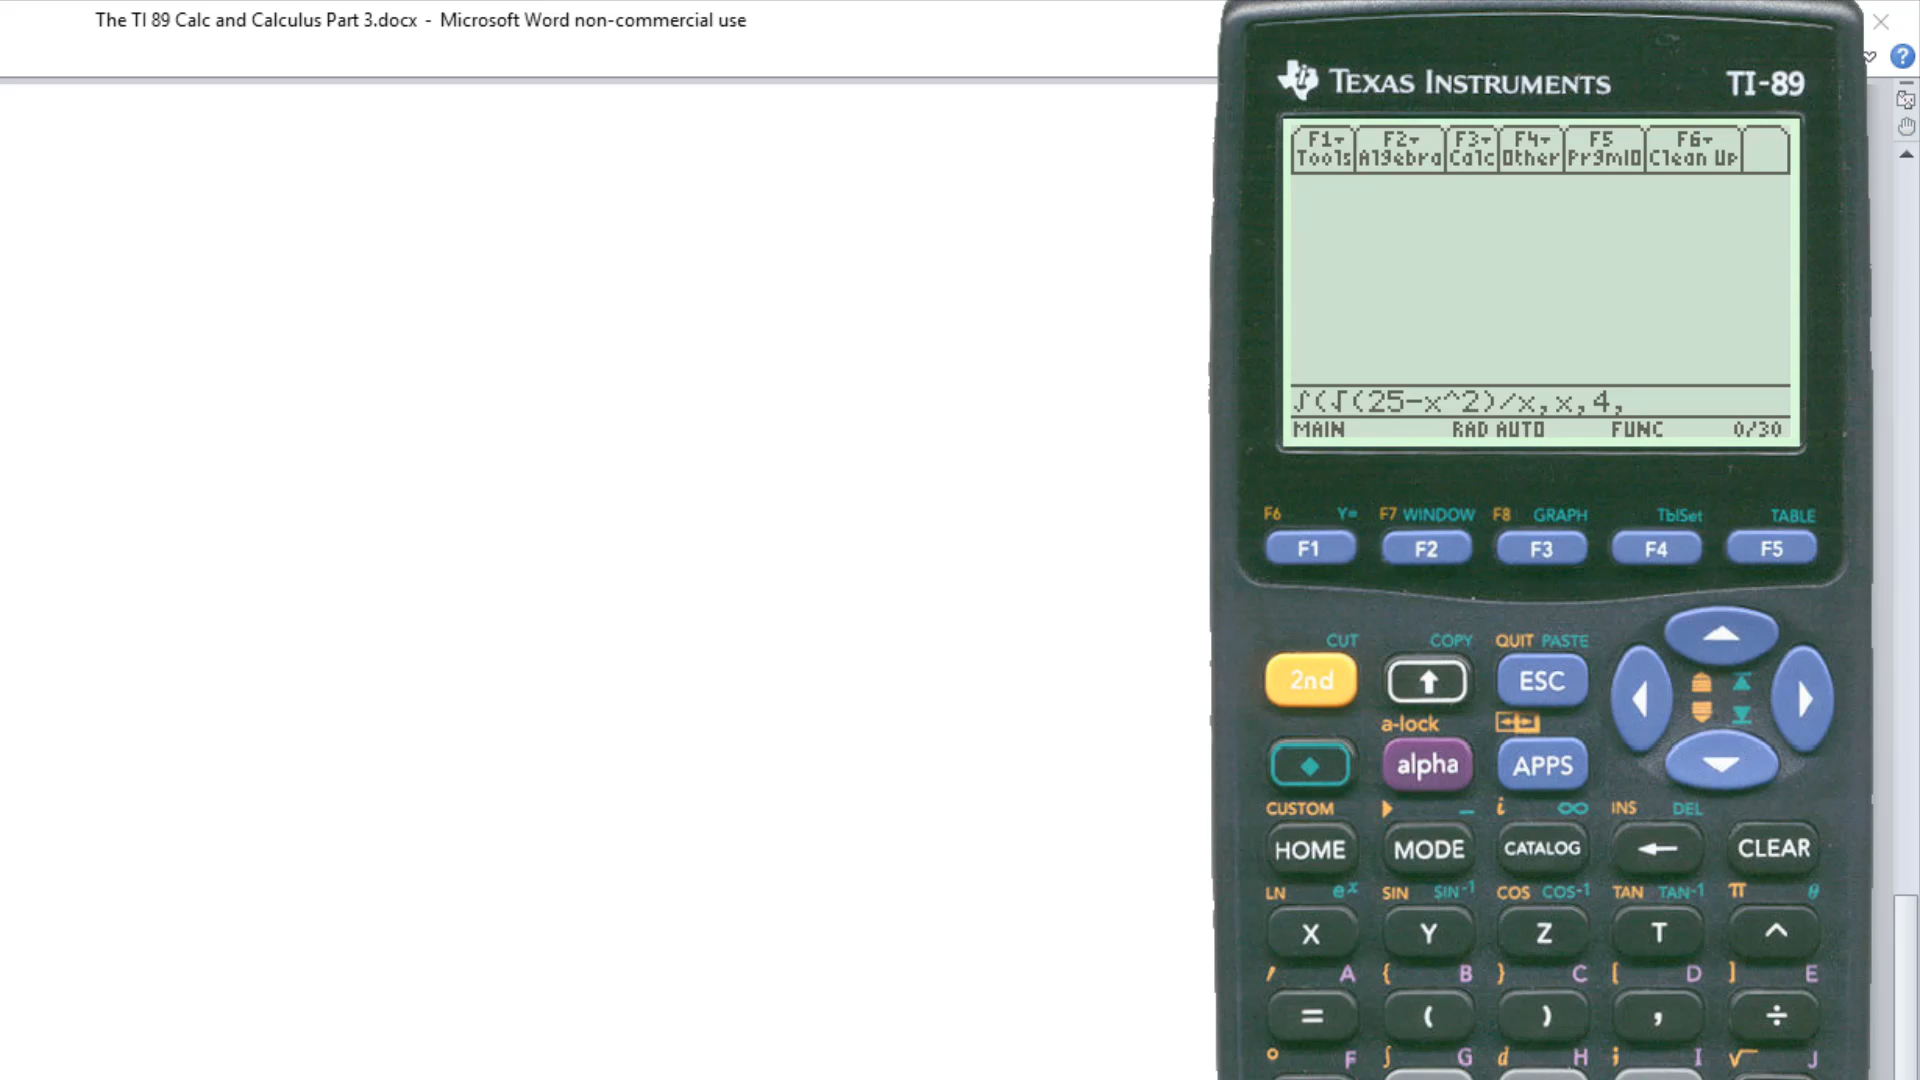 The TI 89 Calc and Calculus Part 3.docx - Microsoft Word non-commercial use
?
TEXAS INSTRUMENTS TI-89
F1 F2 F3 F4 F5 F6
Tools Algebra Calc Other PrgmIO Clean Up
∫(√(25-x^2)/x,x,4,
MAIN RAD AUTO FUNC 0/30
F6 Y= F7 WINDOW F8 GRAPH TblSet TABLE
F1 F2 F3 F4 F5
CUT COPY QUIT PASTE
2nd ESC
a-lock
alpha APPS
CUSTOM i ∞ INS DEL
HOME MODE CATALOG ← CLEAR
LN e^x SIN SIN⁻¹ COS COS⁻¹ TAN TAN⁻¹ π θ
X Y Z T ^
′ A { B } C [ D ] E
= ( ) , ÷
° F ∫ G d H ; I √ J